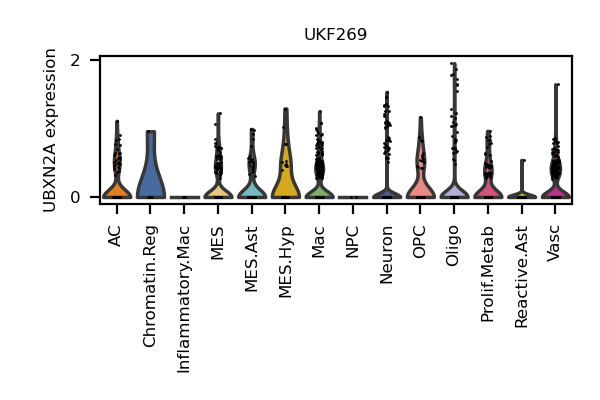 UKF269
UBXN2A expression
2
0
AC
Chromatin.Reg
Inflammatory.Mac
MES
MES.Ast
MES.Hyp
Mac
NPC
Neuron
OPC
Oligo
Prolif.Metab
Reactive.Ast
Vasc